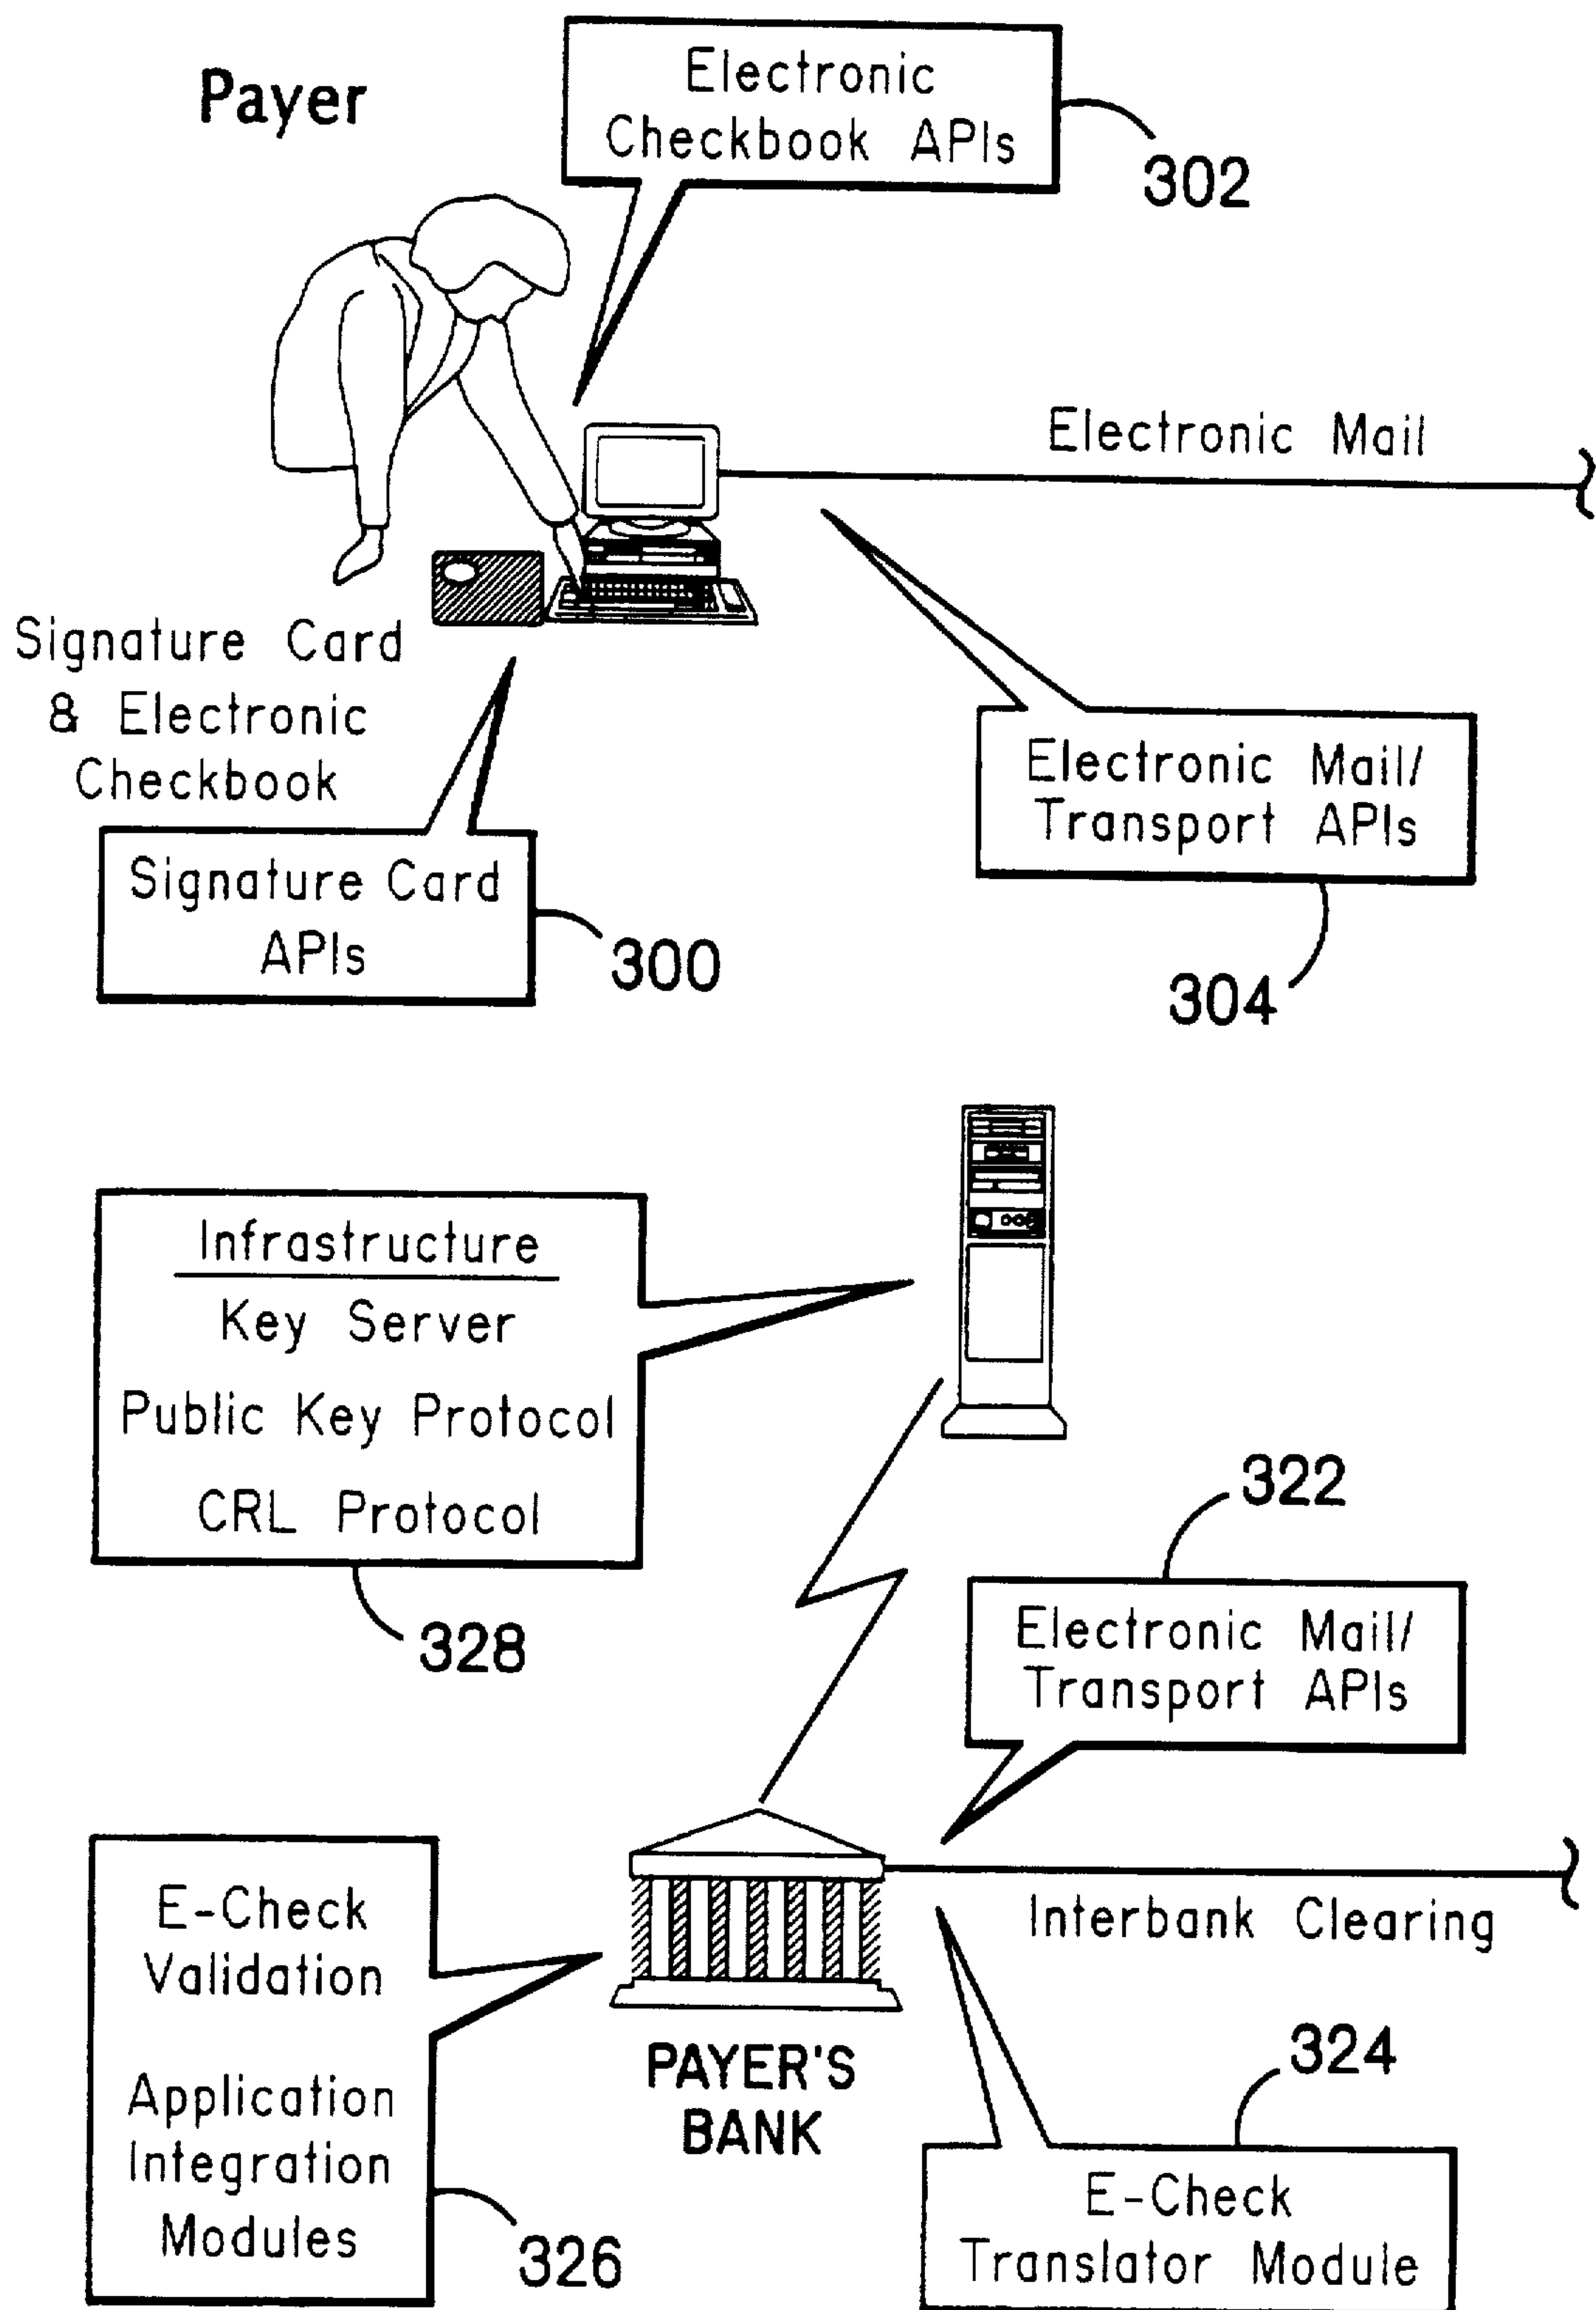 Payer
Electronic
Checkbook APIs
302
Electronic Mail
Signature Card
& Electronic
Checkbook
Electronic Mail/
Transport APIs
304
Signature Card
APIs
300
Infrastructure
Key Server
Public Key Protocol
CRL Protocol
328
322
Electronic Mail/
Transport APIs
E-Check
Validation
Application
Integration
Modules
326
Interbank Clearing
PAYER'S
BANK
324
E-Check
Translator Module